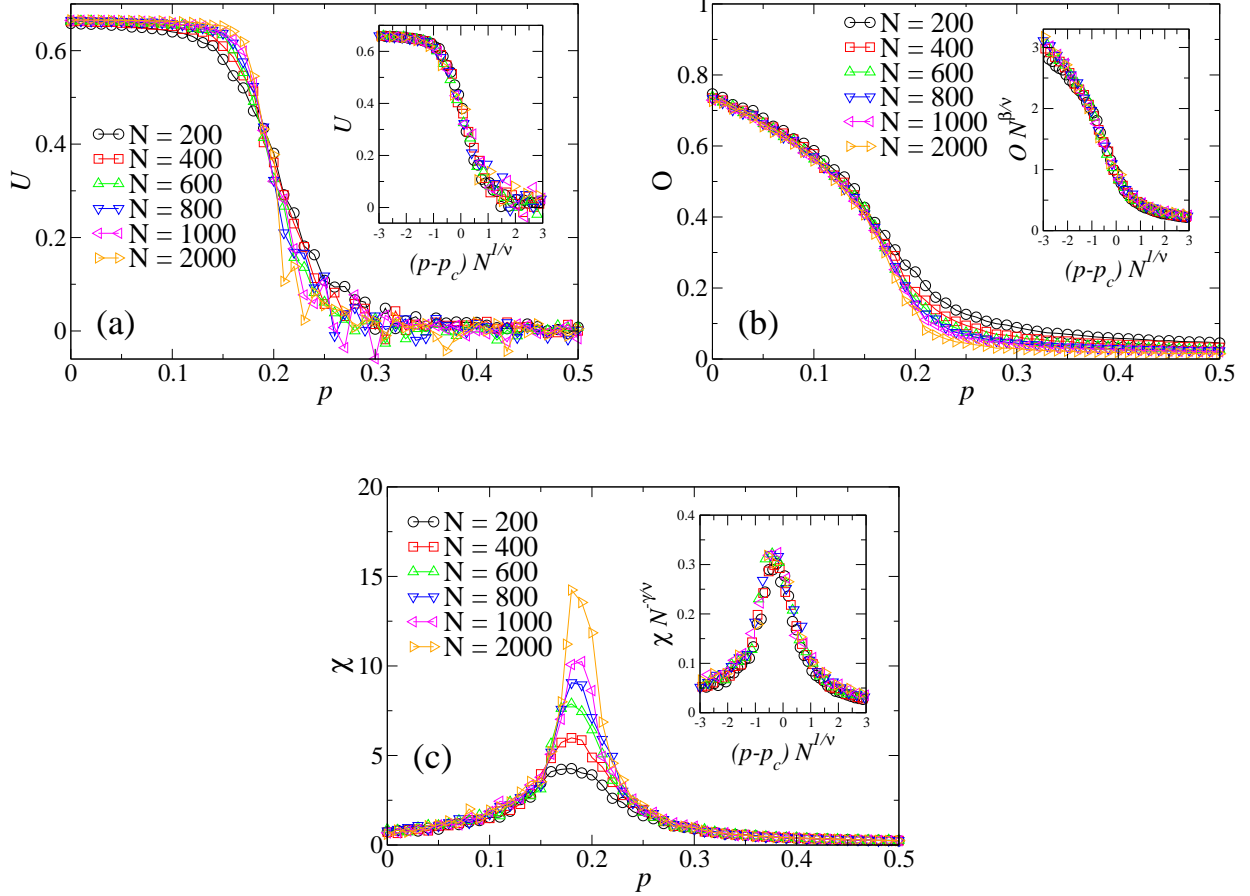 0.6
0.4
0.2
0
U
N = 200
N = 400
N = 600
N = 800
N = 1000
N = 2000
(a)
0 0.1 0.2 0.3 0.4 0.5
p
0.6
0.4
0.2
0
U
-3 -2 -1 0 1 2 3
(p-p_c) N^{1/ν}
1
0.8
0.6
0.4
0.2
0
O
N = 200
N = 400
N = 600
N = 800
N = 1000
N = 2000
(b)
0 0.1 0.2 0.3 0.4 0.5
p
3
2
1
0
O N^{β/ν}
-3 -2 -1 0 1 2 3
(p-p_c) N^{1/ν}
20
15
10
5
0
χ
N = 200
N = 400
N = 600
N = 800
N = 1000
N = 2000
(c)
0 0.1 0.2 0.3 0.4 0.5
p
0.4
0.3
0.2
0.1
0
χ N^{-γ/ν}
-3 -2 -1 0 1 2 3
(p-p_c) N^{1/ν}